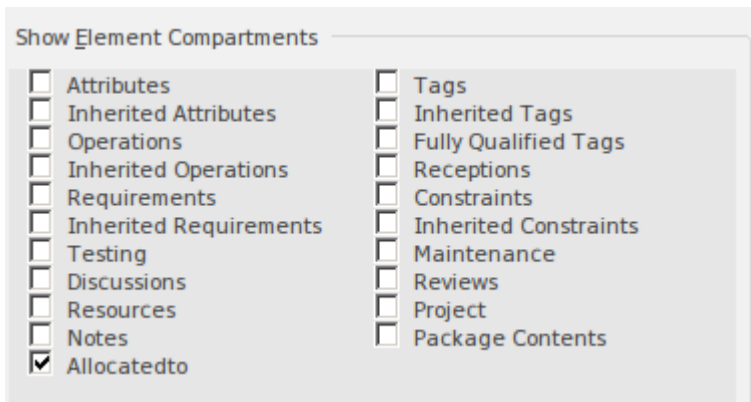 Show Element Compartments
Attributes
Inherited Attributes
Operations
Inherited Operations
Requirements
Inherited Requirements
Testing
Discussions
Resources
Notes
Allocatedto
Tags
Inherited Tags
Fully Qualified Tags
Receptions
Constraints
Inherited Constraints
Maintenance
Reviews
Project
Package Contents